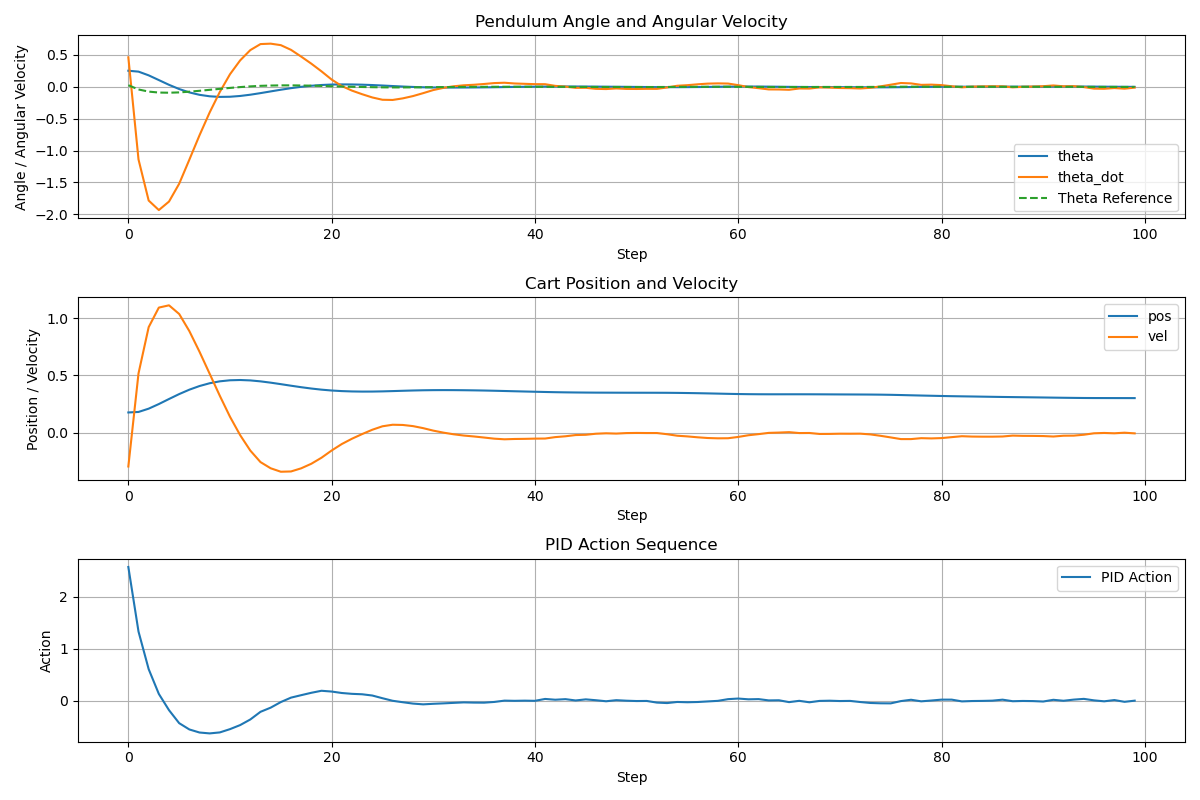 Pendulum Angle and Angular Velocity
Angle / Angular Velocity
0.5
0.0
−0.5
−1.0
−1.5
−2.0
theta
theta_dot
Theta Reference
0 20 40 60 80 100
Step
Cart Position and Velocity
Position / Velocity
1.0
0.5
0.0
pos
vel
0 20 40 60 80 100
Step
PID Action Sequence
Action
2
1
0
PID Action
0 20 40 60 80 100
Step